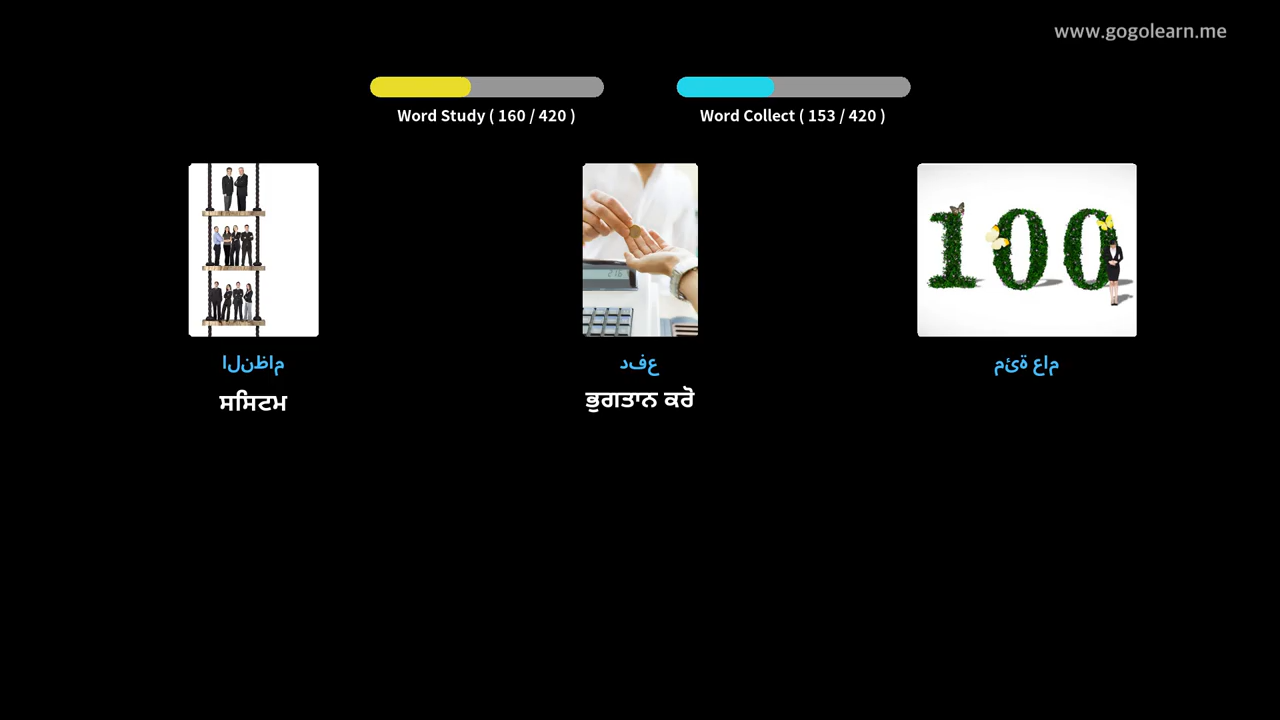 www.gogolearn.me
Word Study ( 160 / 420 )
Word Collect ( 153 / 420 )
النظام
ਸਿਸਟਮ
دفع
ਭੁਗਤਾਨ ਕਰੋ
مئة عام